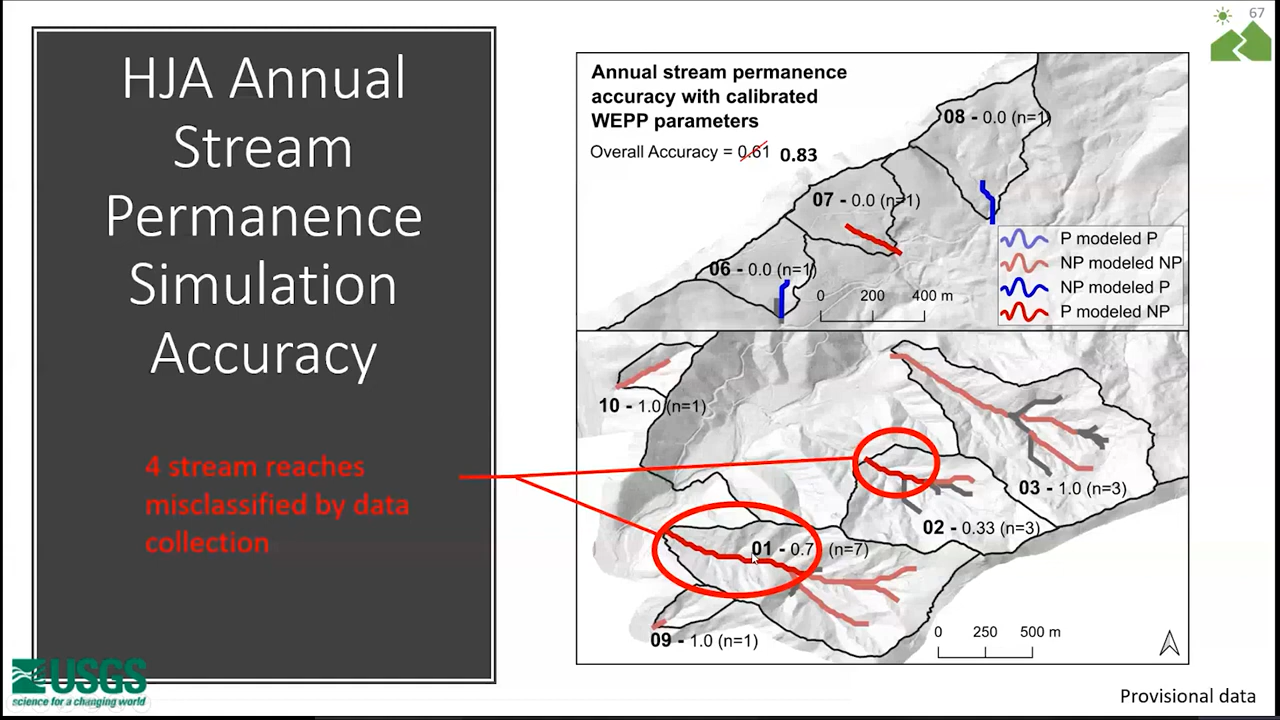 67
HJA Annual
Stream
Permanence
Simulation
Accuracy
4 stream reaches
misclassified by data
collection
USGS
science for a changing world
Annual stream permanence
accuracy with calibrated
WEPP parameters
Overall Accuracy = 0.61 0.83
08 - 0.0 (n=1)
07 - 0.0 (n=1)
06 - 0.0 (n=1)
P modeled P
NP modeled NP
NP modeled P
P modeled NP
0 200 400 m
10 - 1.0 (n=1)
03 - 1.0 (n=3)
02 - 0.33 (n=3)
01 - 0.7 (n=7)
09 - 1.0 (n=1)
0 250 500 m
Provisional data